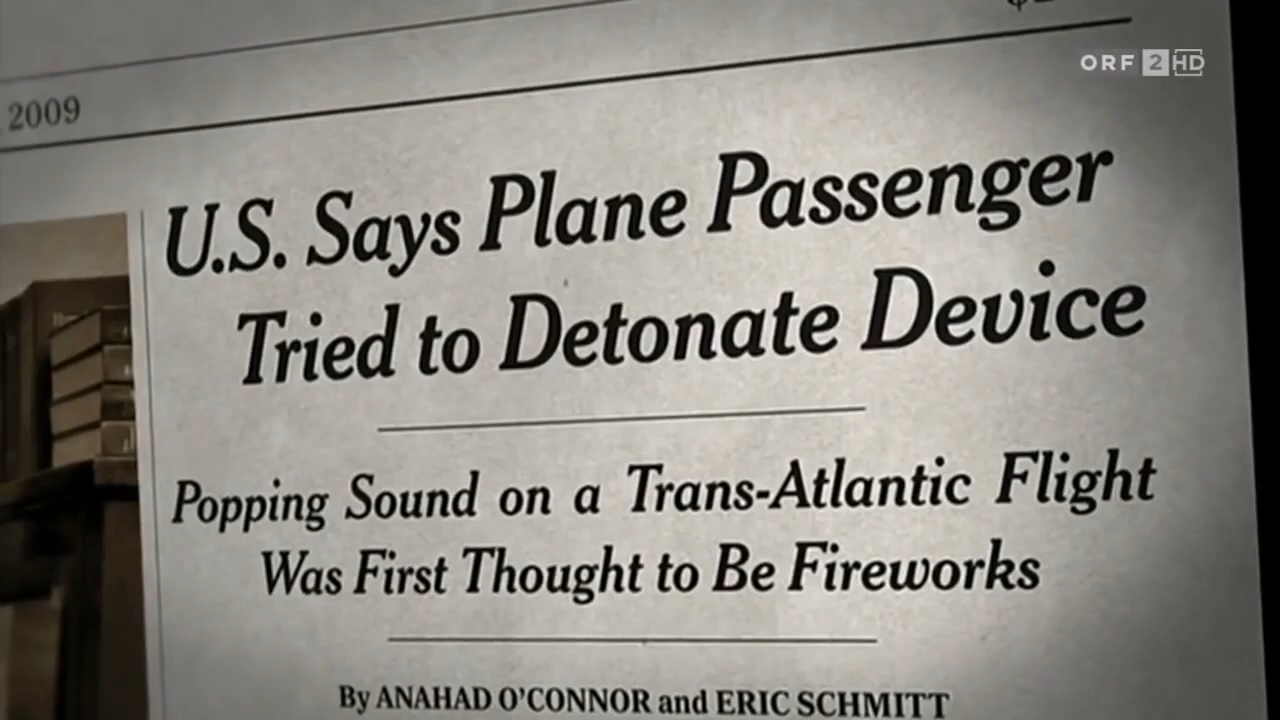 ORF 2 HD
2009
U.S. Says Plane Passenger
Tried to Detonate Device
Popping Sound on a Trans-Atlantic Flight
Was First Thought to Be Fireworks
By ANAHAD O'CONNOR and ERIC SCHMITT